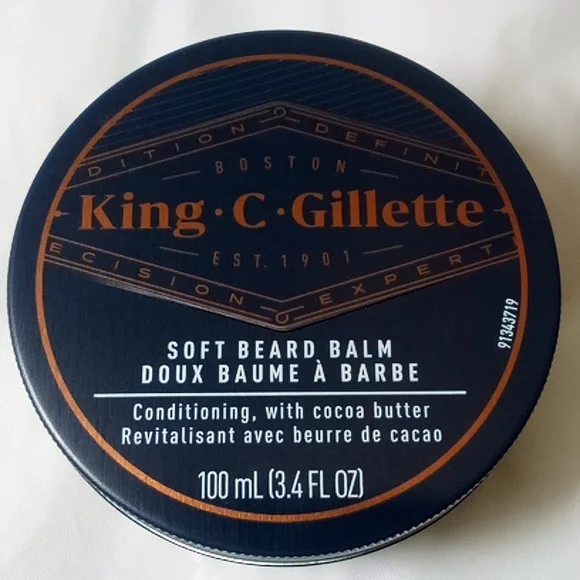 DITION DEFINIT
BOSTON
King·C·Gillette
EST. 1901
ECISION EXPERT
91343719
SOFT BEARD BALM
DOUX BAUME À BARBE
Conditioning, with cocoa butter
Revitalisant avec beurre de cacao
100 mL (3.4 FL OZ)